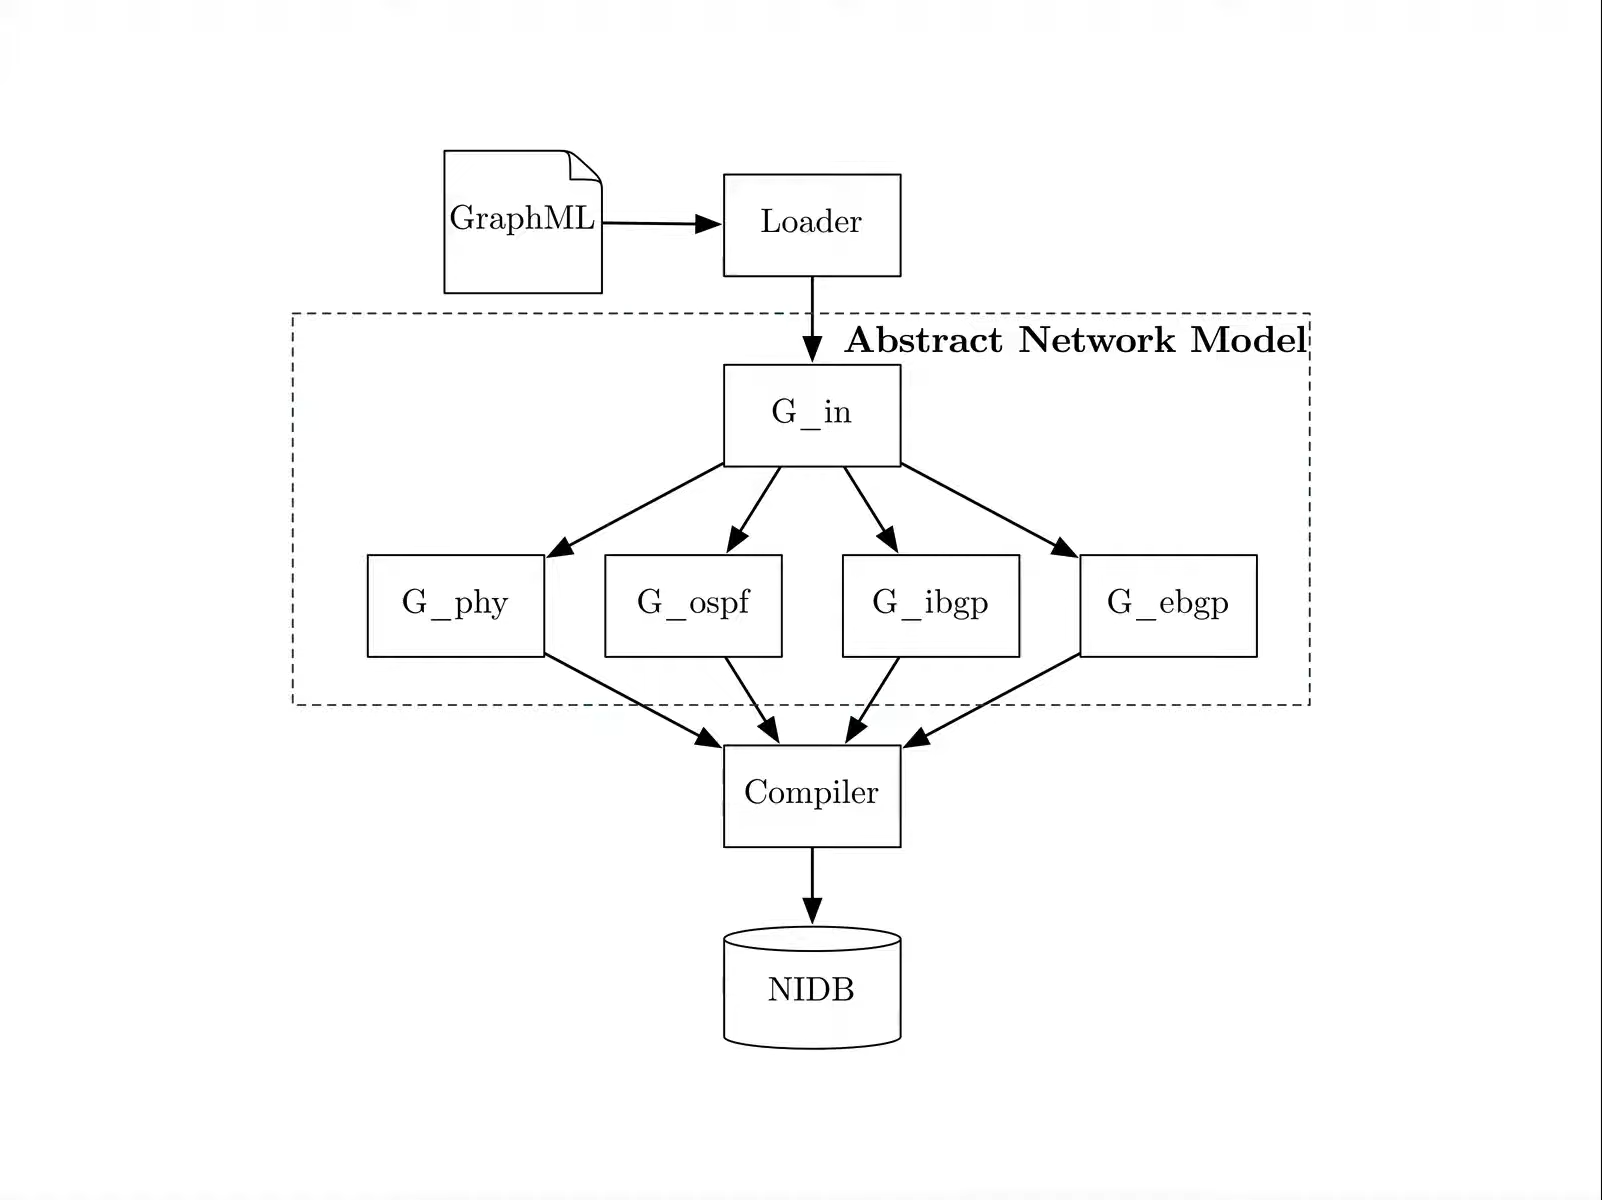 GraphML
Loader
Abstract Network Model
G_in
G_phy
G_ospf
G_ibgp
G_ebgp
Compiler
NIDB